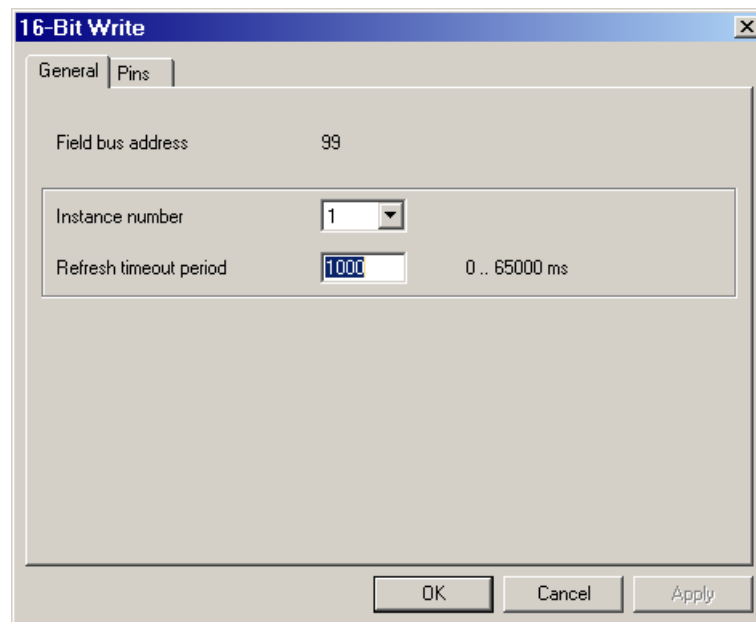 16-Bit Write
General Pins
Field bus address 99
Instance number 1
Refresh timeout period 1000 0 .. 65000 ms
OK Cancel Apply